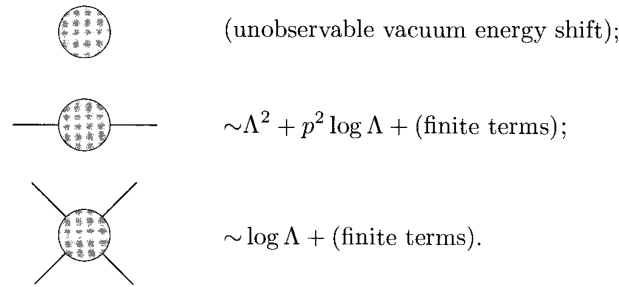 (unobservable vacuum energy shift);
∼Λ² + p² log Λ + (finite terms);
∼ log Λ + (finite terms).